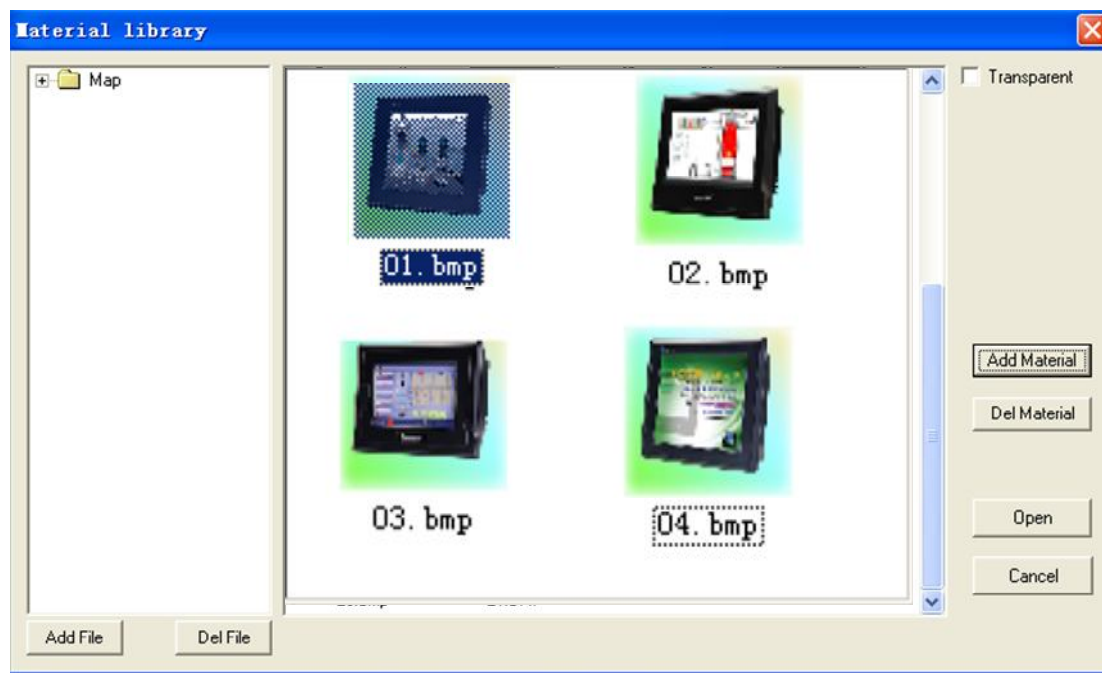 Material library
Map
Transparent
01. bmp
02. bmp
Add Material
Del Material
03. bmp
04. bmp
Open
Cancel
Add File
Del File